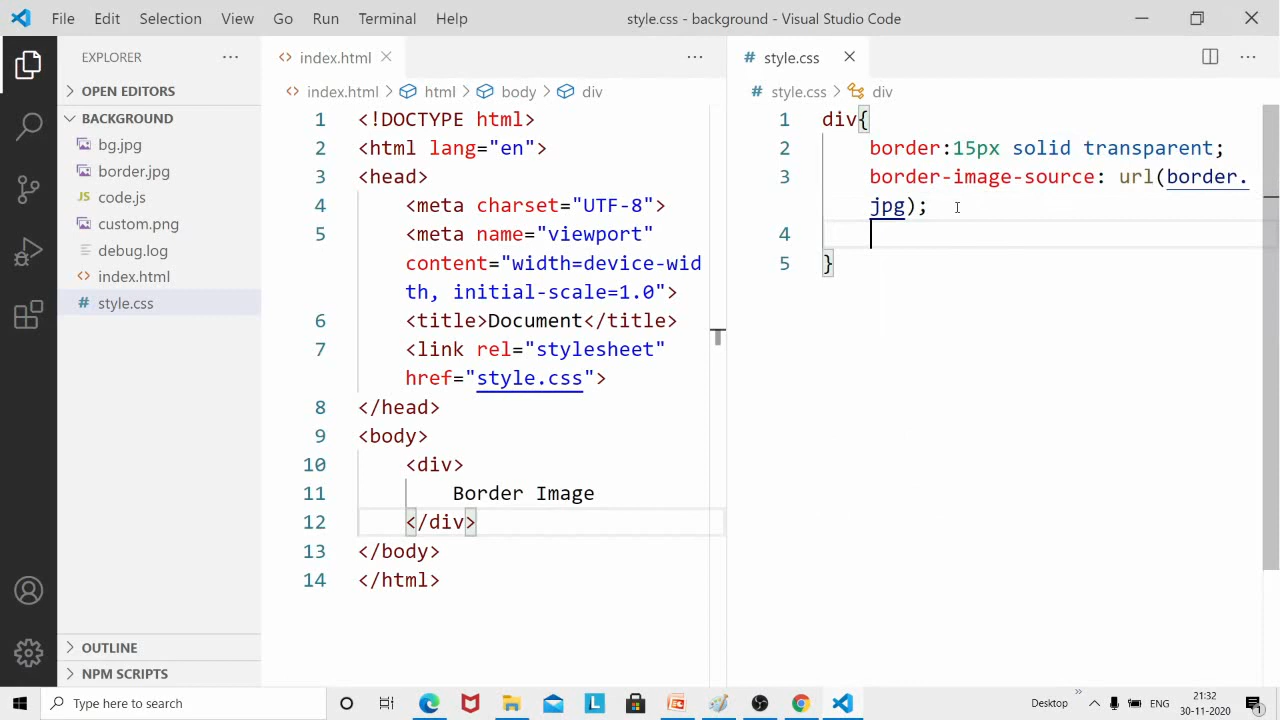 File Edit Selection View Go Run Terminal Help style.css - background - Visual Studio Code
EXPLORER
OPEN EDITORS
BACKGROUND
bg.jpg
border.jpg
JS code.js
custom.png
debug.log
<> index.html
# style.css
OUTLINE
NPM SCRIPTS
<> index.html
<> index.html > html > body > div
1 <!DOCTYPE html>
2 <html lang="en">
3 <head>
4 <meta charset="UTF-8">
5 <meta name="viewport"
content="width=device-wid
th, initial-scale=1.0">
6 <title>Document</title>
7 <link rel="stylesheet"
href="style.css">
8 </head>
9 <body>
10 <div>
11 Border Image
12 </div>
13 </body>
14 </html>
# style.css
# style.css > div
1 div{
2 border:15px solid transparent;
3 border-image-source: url(border.
jpg);
4
5 }
Type here to search
Desktop
ENG
21:32
30-11-2020
1